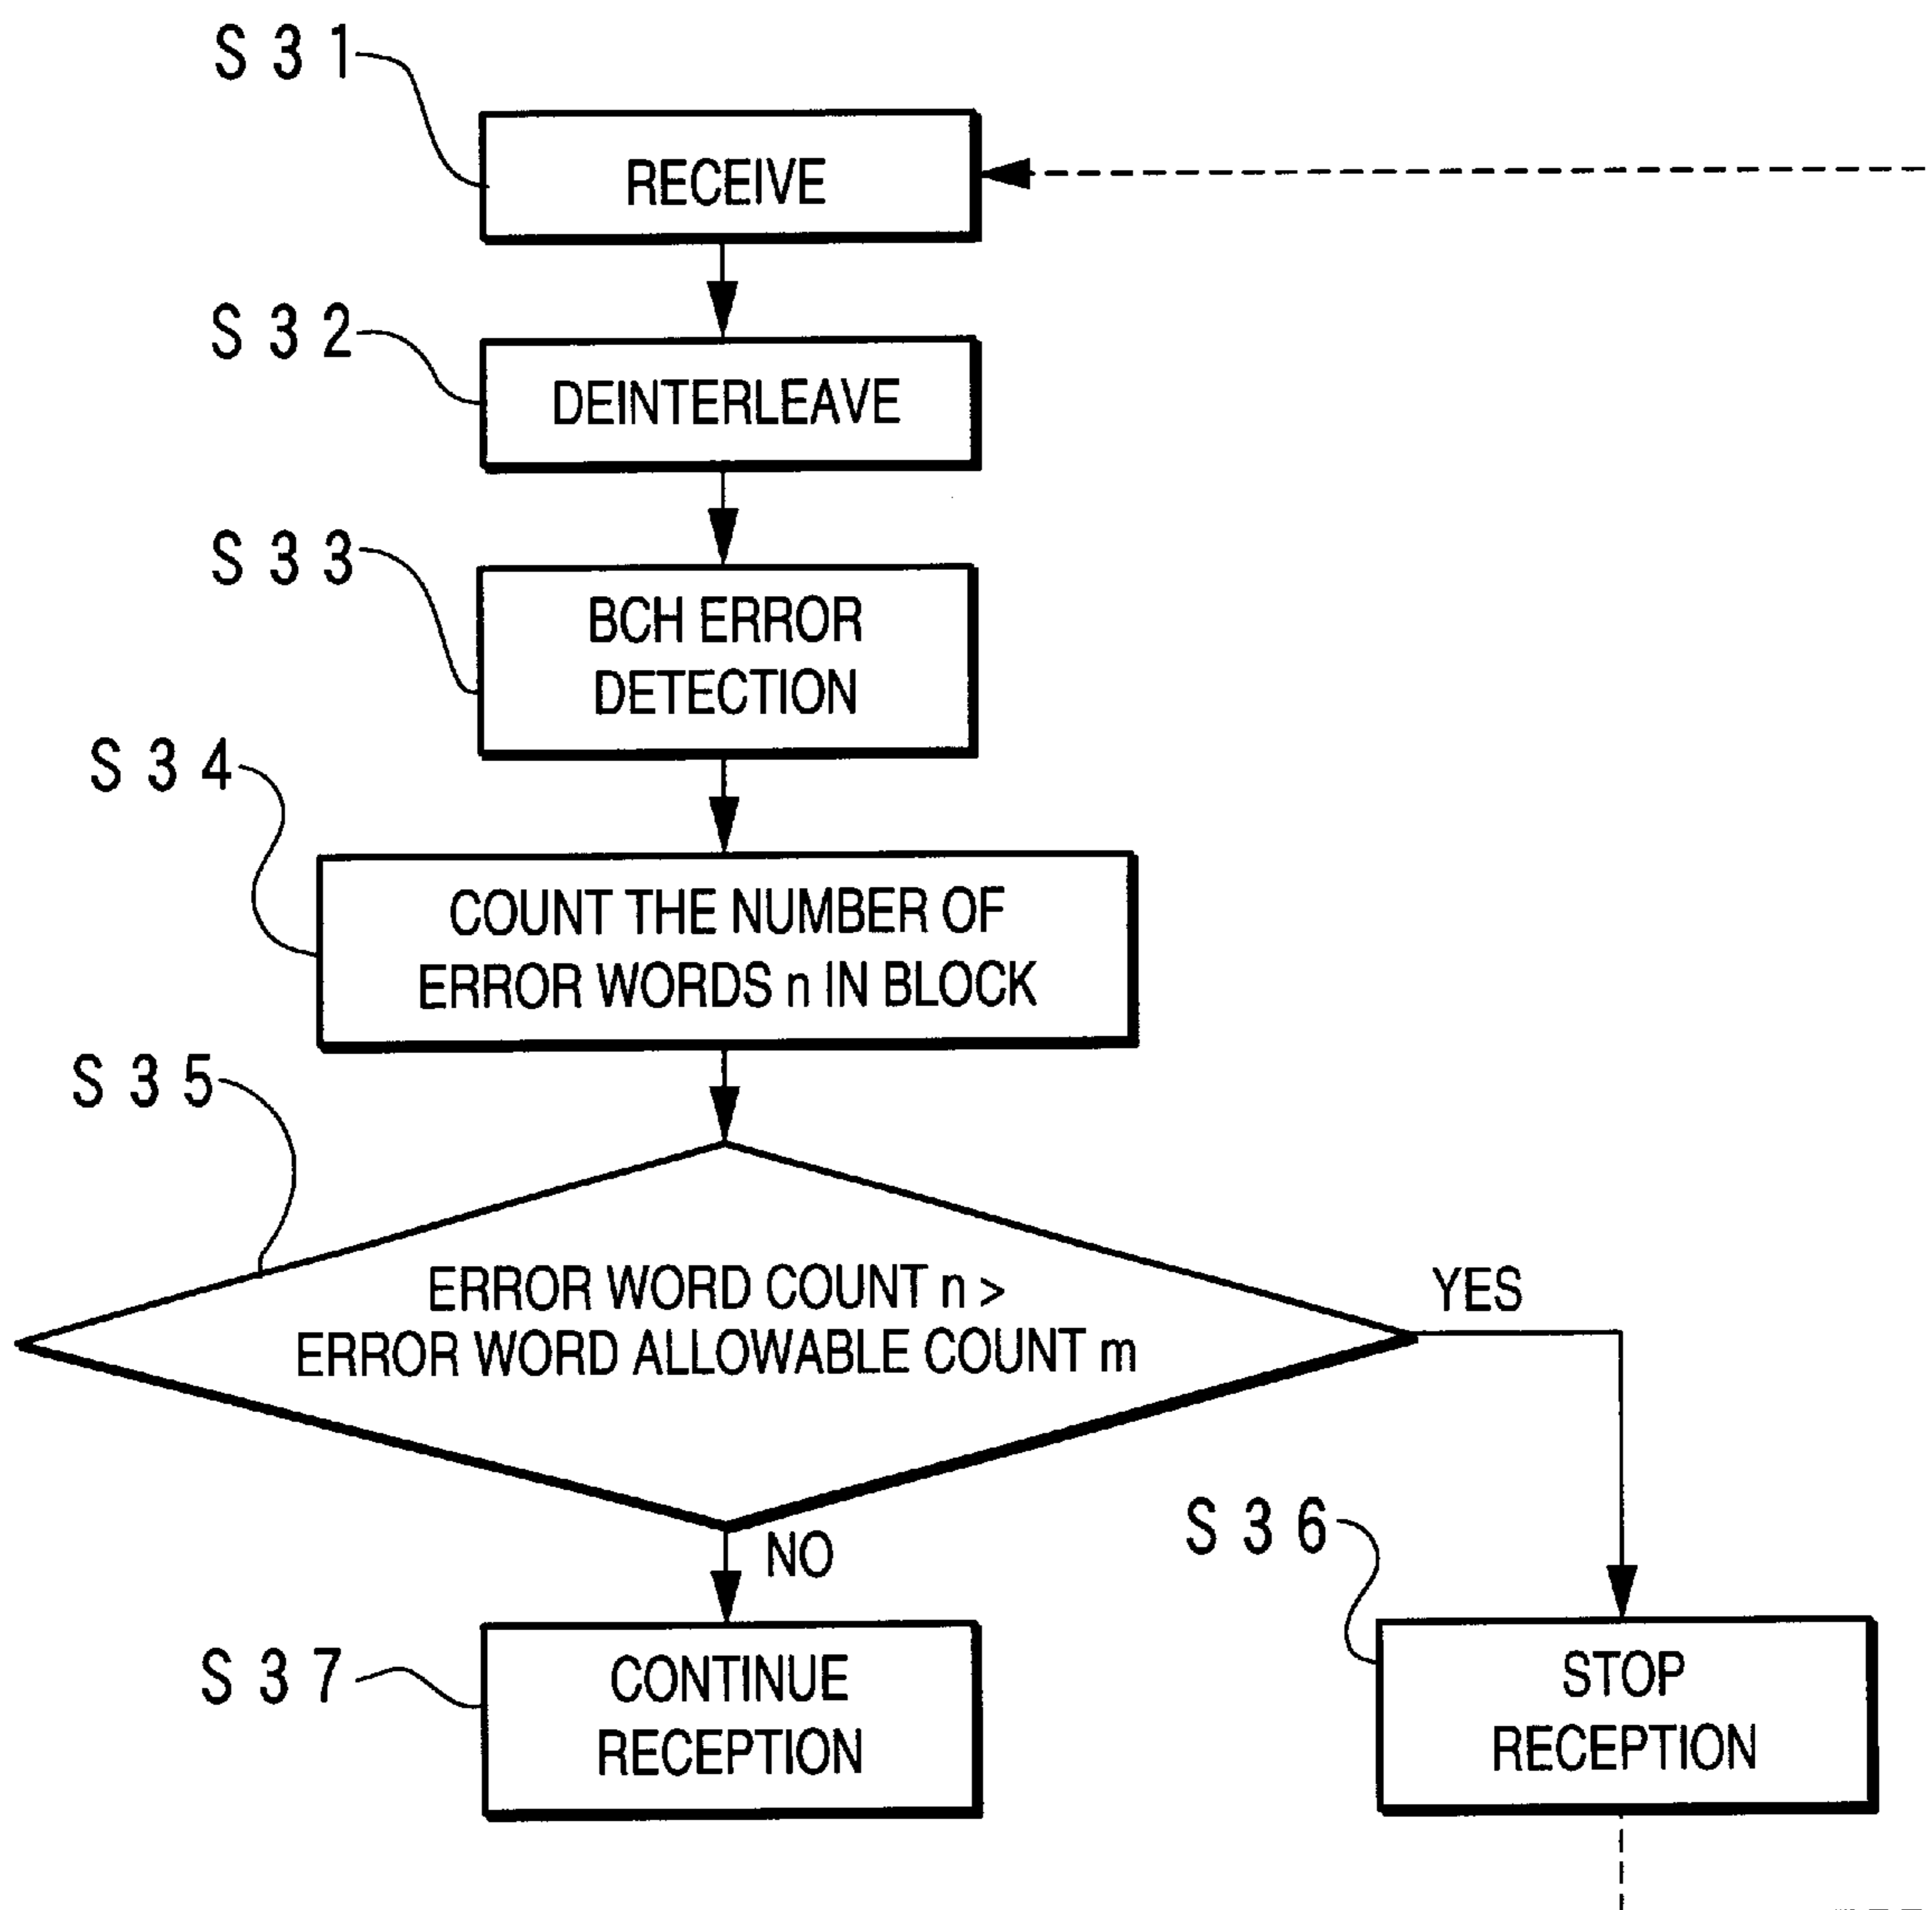 S 3 1
RECEIVE
S 3 2
DEINTERLEAVE
S 3 3
BCH ERROR
DETECTION
S 3 4
COUNT THE NUMBER OF
ERROR WORDS n IN BLOCK
S 3 5
ERROR WORD COUNT n >
ERROR WORD ALLOWABLE COUNT m
YES
NO
S 3 6
STOP
RECEPTION
S 3 7
CONTINUE
RECEPTION